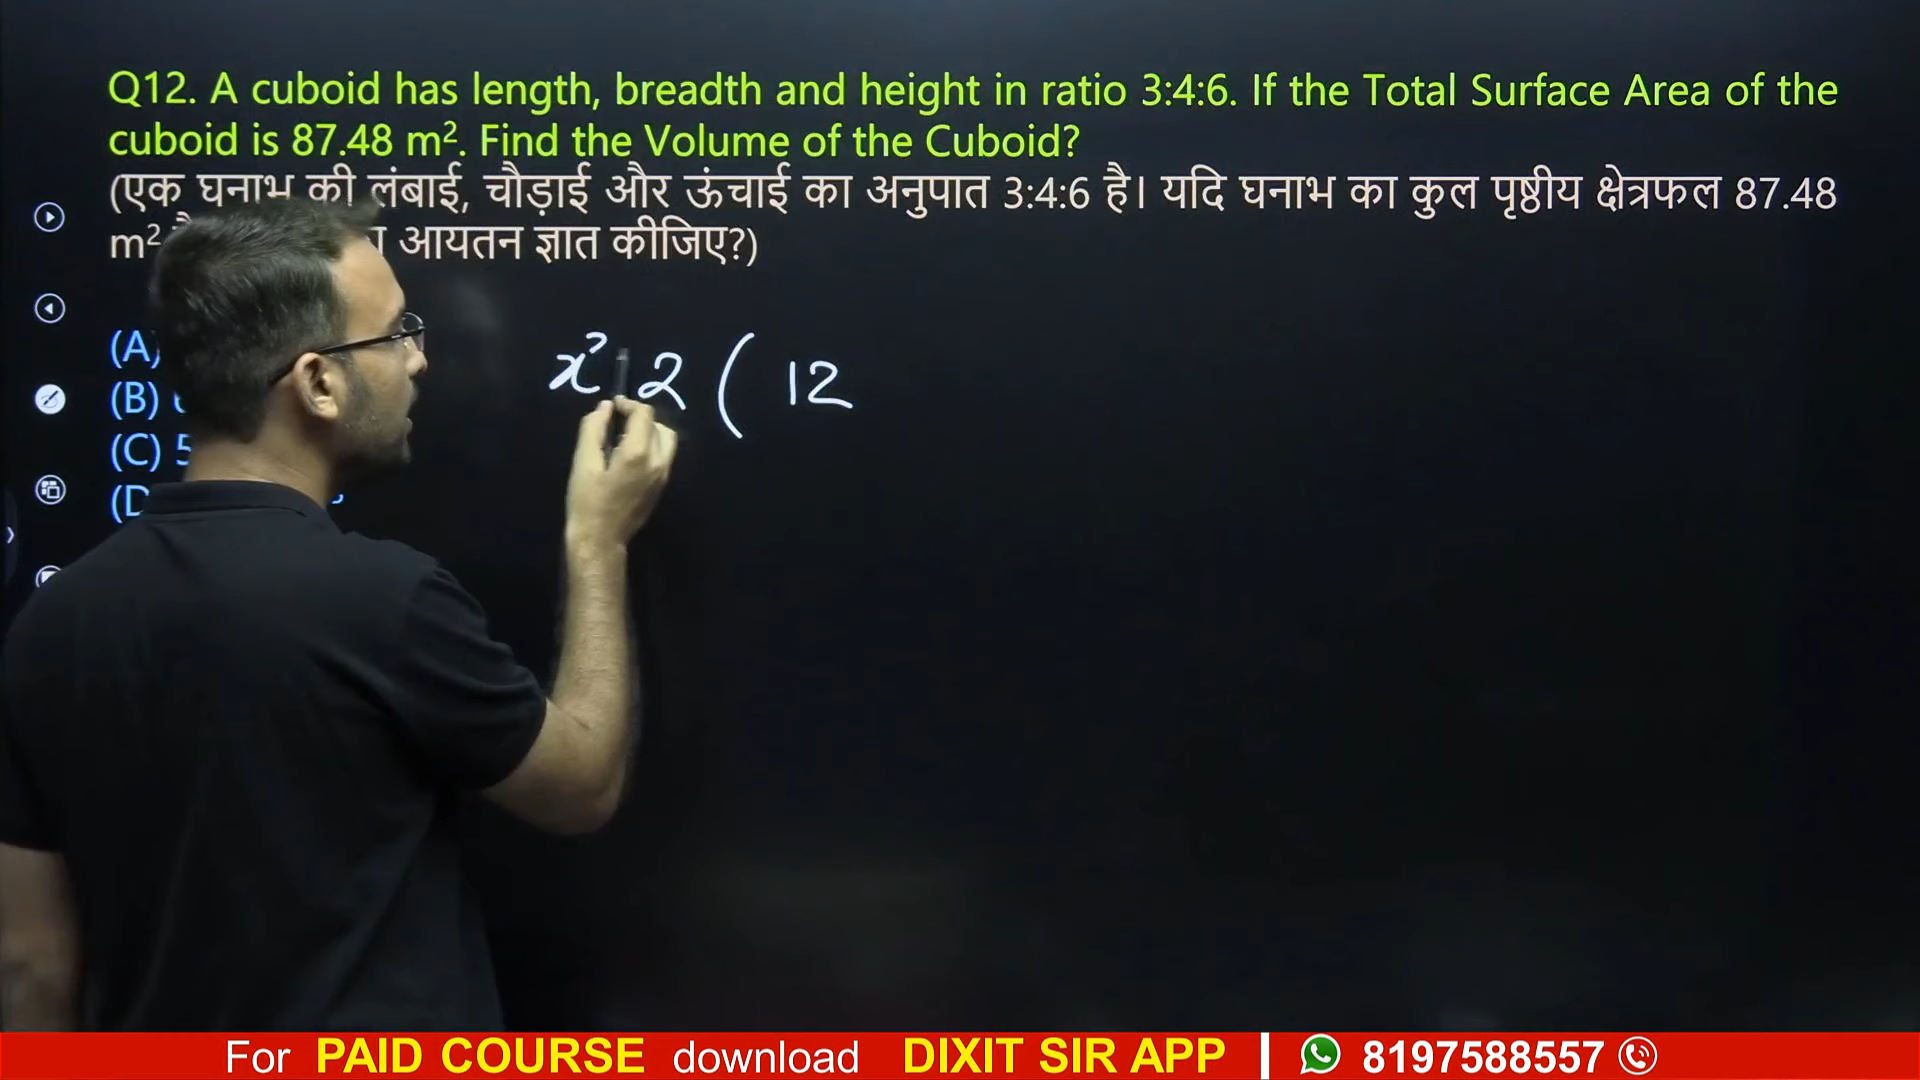 Q12. A cuboid has length, breadth and height in ratio 3:4:6. If the Total Surface Area of the
cuboid is 87.48 m². Find the Volume of the Cuboid?
(एक घनाभ की लंबाई, चौड़ाई और ऊंचाई का अनुपात 3:4:6 है। यदि घनाभ का कुल पृष्ठीय क्षेत्रफल 87.48
m² आयतन ज्ञात कीजिए?)
(A)
x² 2 ( 12
(B)
(C) 5
(D
For PAID COURSE download DIXIT SIR APP | 8197588557